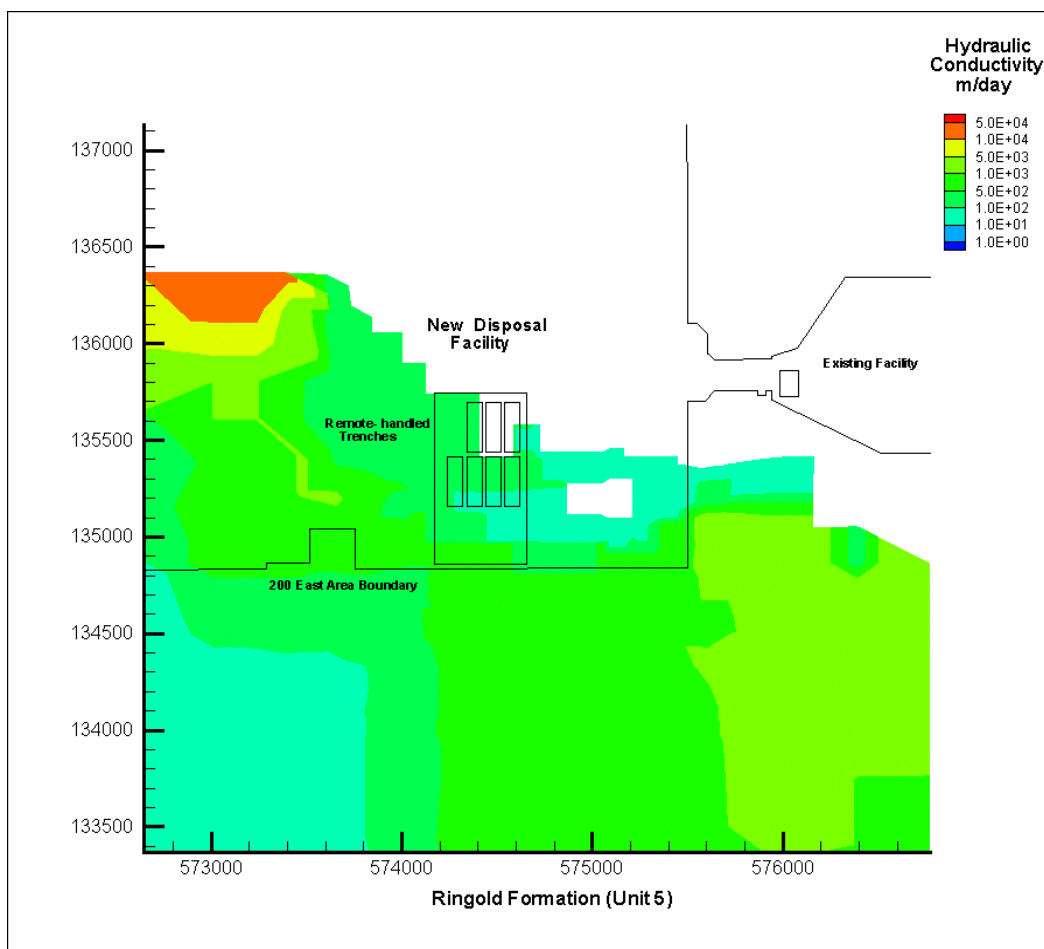 Hydraulic
Conductivity
m/day
5.0E+04
1.0E+04
5.0E+03
1.0E+03
5.0E+02
1.0E+02
1.0E+01
1.0E+00
137000
136500
136000
135500
135000
134500
134000
133500
New Disposal
Facility
Existing Facility
Remote- handled
Trenches
200 East Area Boundary
573000
574000
575000
576000
Ringold Formation (Unit 5)